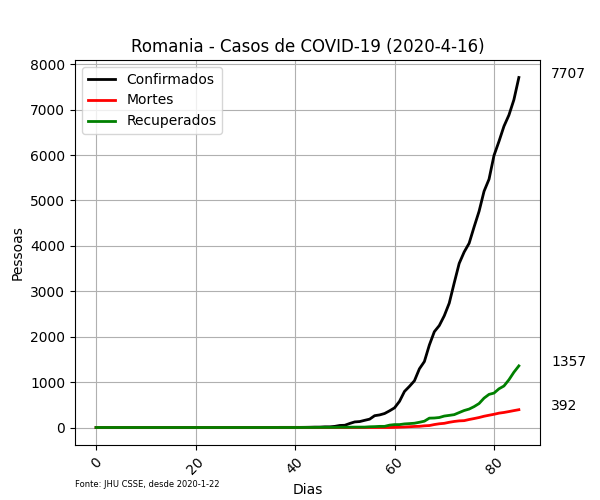 Romania - Casos de COVID-19 (2020-4-16)
Confirmados
Mortes
Recuperados
8000
7000
6000
5000
4000
3000
2000
1000
0
Pessoas
7707
1357
392
0
20
40
60
80
Dias
Fonte: JHU CSSE, desde 2020-1-22